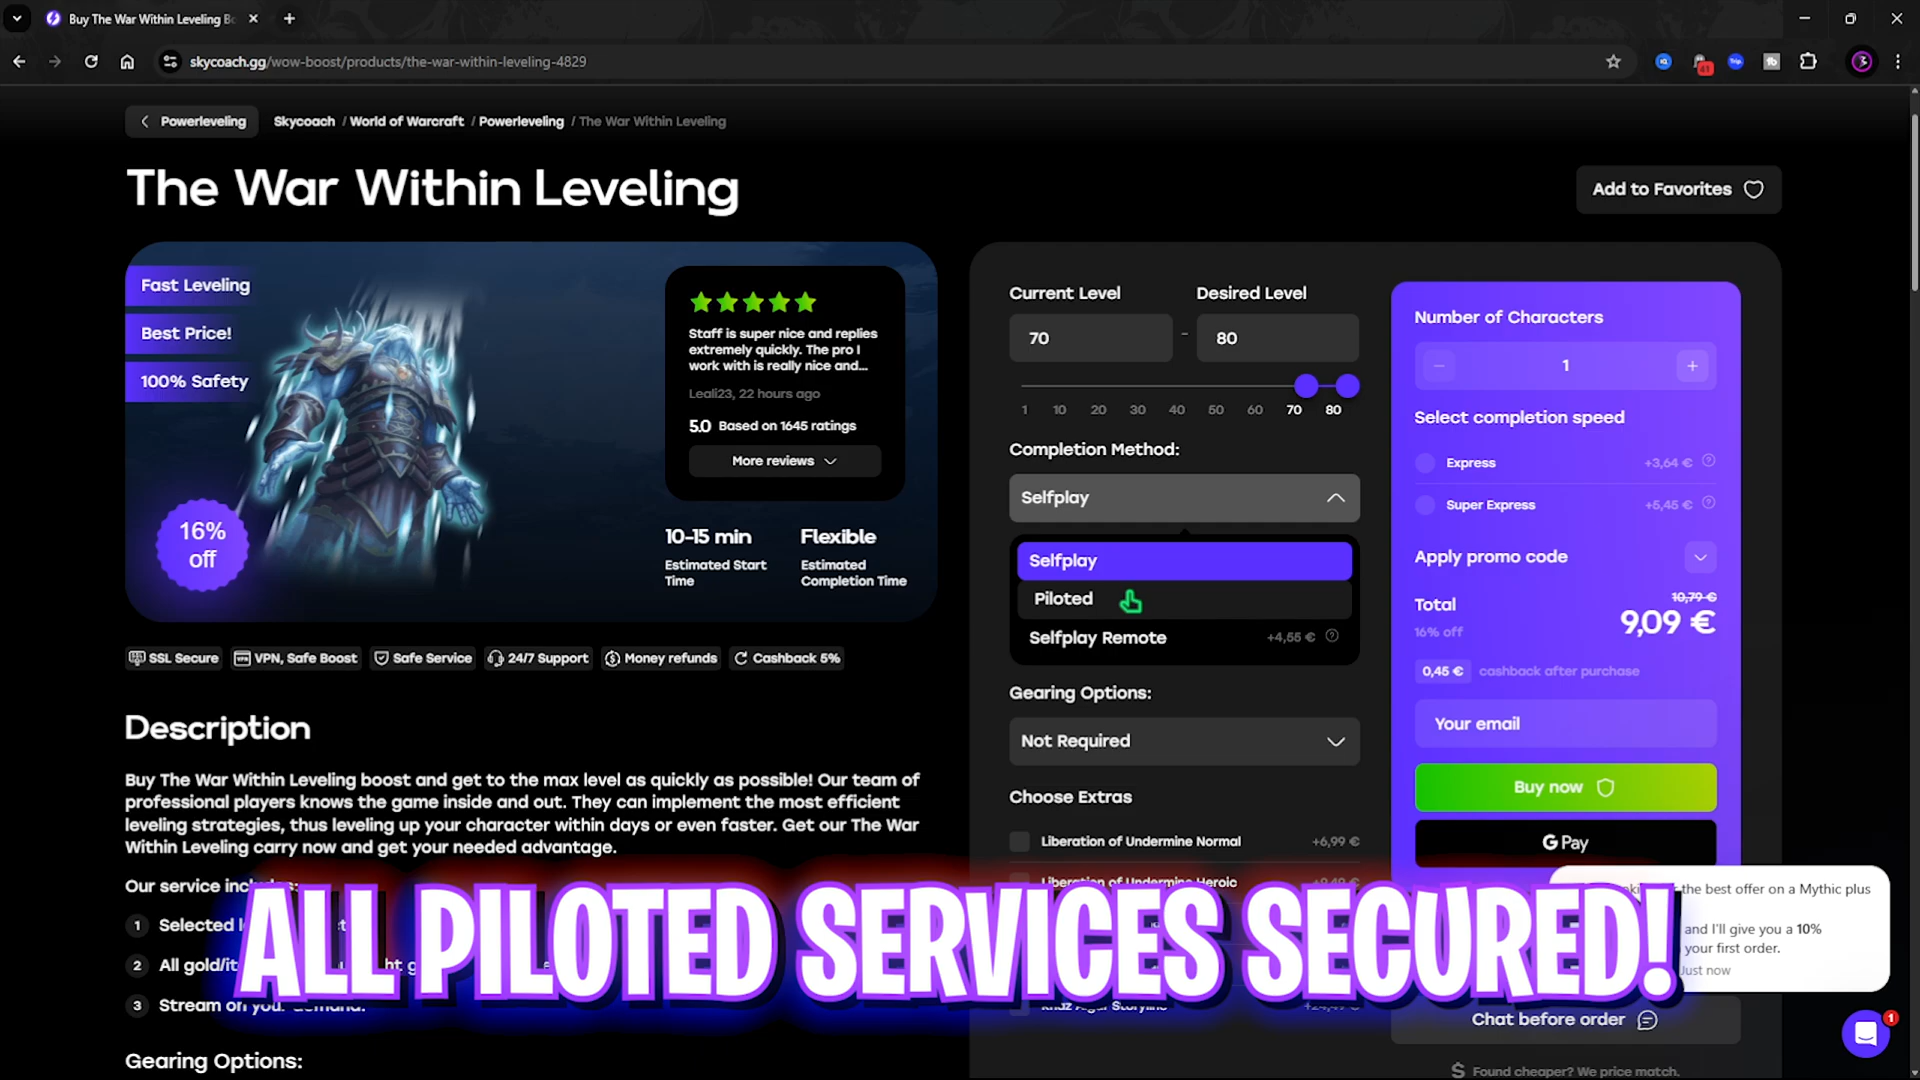 Buy The War Within Leveling Bo
skycoach.gg/wow-boost/products/the-war-within-leveling-4829
41
Powerleveling
Skycoach / World of Warcraft / Powerleveling / The War Within Leveling
The War Within Leveling
Add to Favorites
Fast Leveling
Best Price!
100% Safety
16%
off
Staff is super nice and replies
extremely quickly. The pro I
work with is really nice and...
Leali23, 22 hours ago
5.0 Based on 1645 ratings
More reviews
10-15 min
Estimated Start
Time
Flexible
Estimated
Completion Time
SSL Secure
VPN, Safe Boost
Safe Service
24/7 Support
Money refunds
Cashback 5%
Description
Buy The War Within Leveling boost and get to the max level as quickly as possible! Our team of
professional players knows the game inside and out. They can implement the most efficient
leveling strategies, thus leveling up your character within days or even faster. Get our The War
Within Leveling carry now and get your needed advantage.
Our service includes:
1 Selected
2 All
3 Stream on your demand.
Gearing Options:
Current Level
Desired Level
70 - 80
1 10 20 30 40 50 60 70 80
Completion Method:
Selfplay
Selfplay
Piloted
Selfplay Remote +4,55 €
Gearing Options:
Not Required
Choose Extras
Liberation of Undermine Normal +6,99 €
Liberation of Undermine Heroic
Number of Characters
− 1 +
Select completion speed
Express +3,64 €
Super Express +5,45 €
Apply promo code
10,79 €
Total 9,09 €
16% off
0,45 € cashback after purchase
Your email
Buy now
G Pay
the best offer on a Mythic plus
and I'll give you a 10%
your first order.
Just now
Chat before order
1
Found cheaper? We price match.
ALL PILOTED SERVICES SECURED!